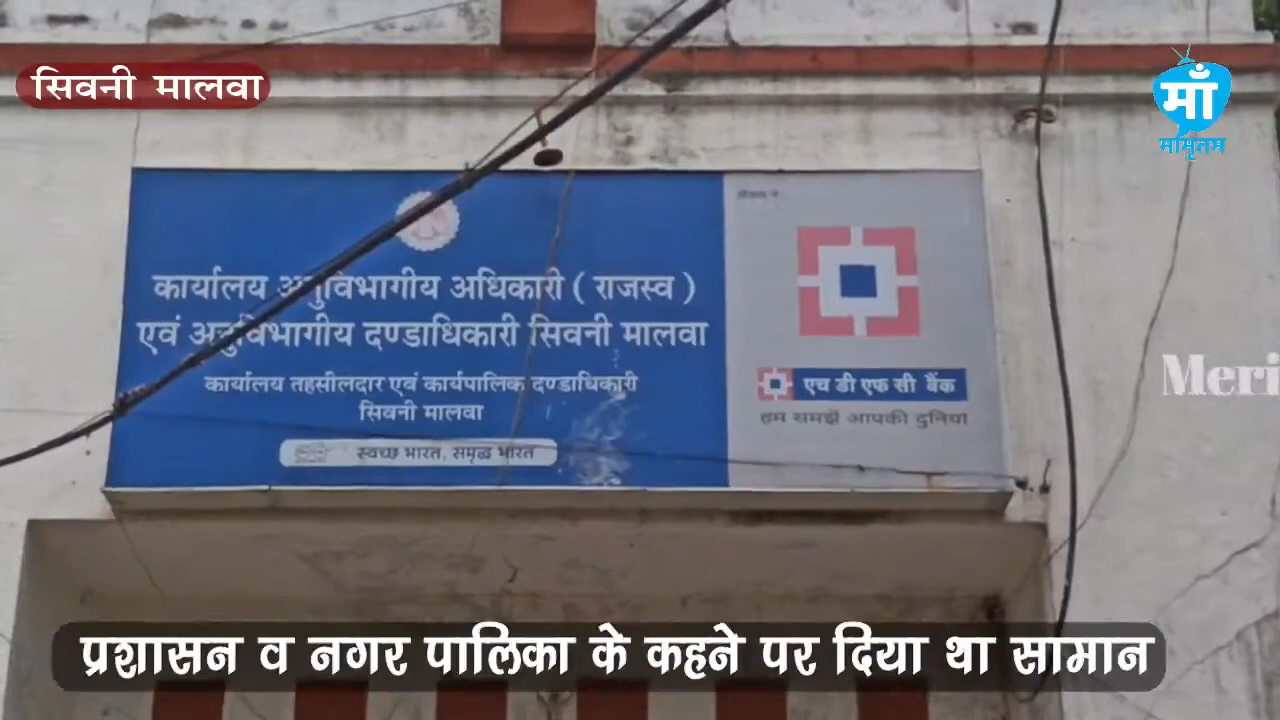 सिवनी मालवा
माँ
मामृतम
कार्यालय अनुविभागीय अधिकारी ( राजस्व )
एवं अनुविभागीय दण्डाधिकारी सिवनी मालवा
कार्यालय तहसीलदार एवं कार्यपालिक दण्डाधिकारी
सिवनी मालवा
स्वच्छ भारत, समृद्ध भारत
एच डी एफ सी बैंक
हम समझें आपकी दुनिया
Meri
प्रशासन व नगर पालिका के कहने पर दिया था सामान